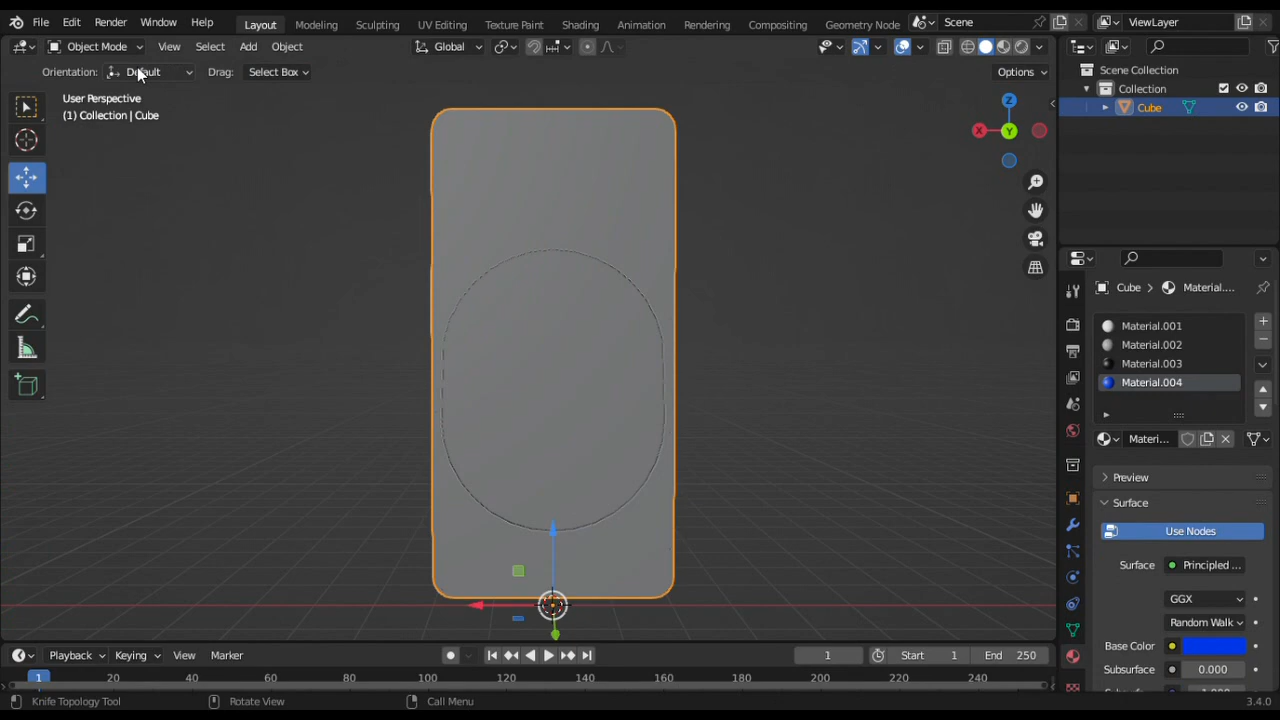 File Edit Render Window Help Layout Modeling Sculpting UV Editing Texture Paint Shading Animation Rendering Compositing Geometry Node Scene ViewLayer
Object Mode View Select Add Object Global
Orientation: Default Drag: Select Box Options
User Perspective
(1) Collection | Cube
Z
X Y
Scene Collection
Collection
Cube
Cube > Material....
Material.001
Material.002
Material.003
Material.004
Materi...
Preview
Surface
Use Nodes
Surface Principled ...
GGX
Random Walk
Base Color
Subsurface 0.000
Playback Keying View Marker 1 Start 1 End 250
1 20 40 60 80 100 120 140 160 180 200 220 240
Knife Topology Tool Rotate View Call Menu 3.4.0